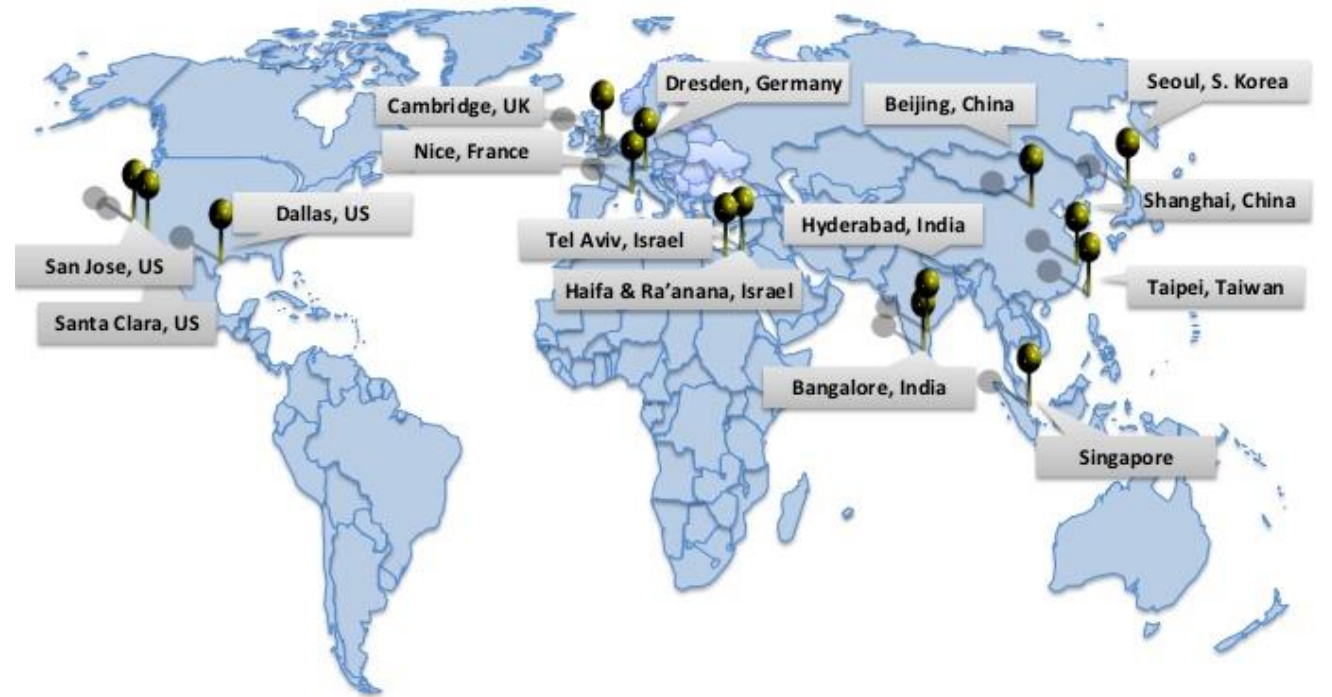 Seoul, S. Korea
Dresden, Germany
Cambridge, UK
Beijing, China
Nice, France
Shanghai, China
Dallas, US
Hyderabad, India
Tel Aviv, Israel
San Jose, US
Taipei, Taiwan
Haifa & Ra’anana, Israel
Santa Clara, US
Bangalore, India
Singapore